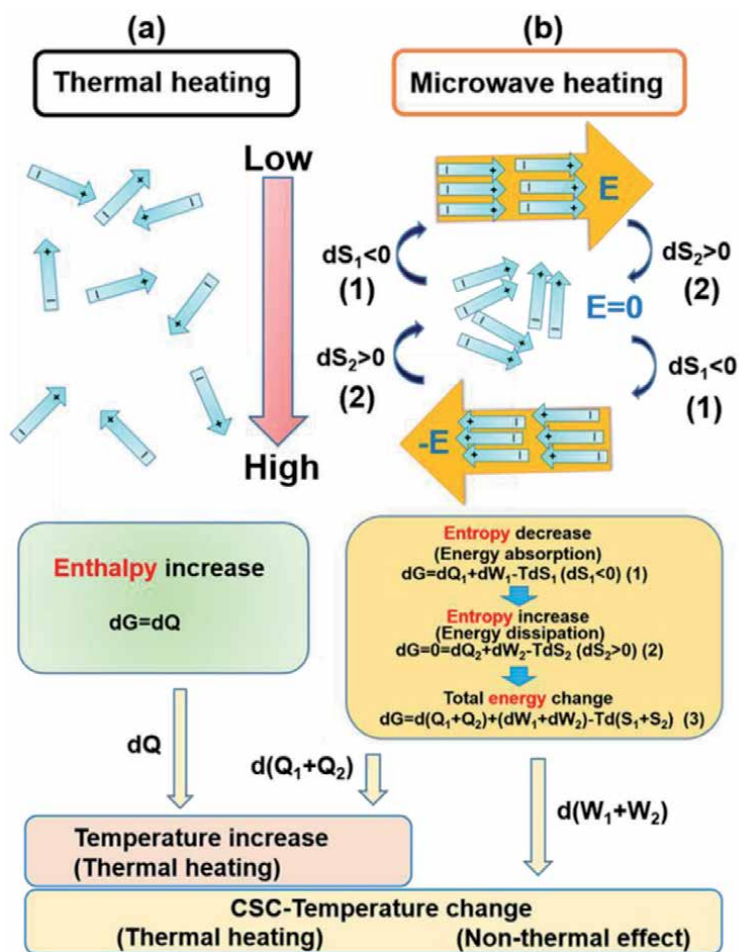 (a)
Thermal heating
Low
High
(b)
Microwave heating
E
dS₁<0
(1)
dS₂>0
(2)
E=0
dS₂>0
(2)
dS₁<0
(1)
-E
Enthalpy increase
dG=dQ
Entropy decrease
(Energy absorption)
dG=dQ₁+dW₁-TdS₁ (dS₁<0) (1)
Entropy increase
(Energy dissipation)
dG=0=dQ₂+dW₂-TdS₂ (dS₂>0) (2)
Total energy change
dG=d(Q₁+Q₂)+(dW₁+dW₂)-Td(S₁+S₂) (3)
dQ
d(Q₁+Q₂)
d(W₁+W₂)
Temperature increase
(Thermal heating)
CSC-Temperature change
(Thermal heating) (Non-thermal effect)